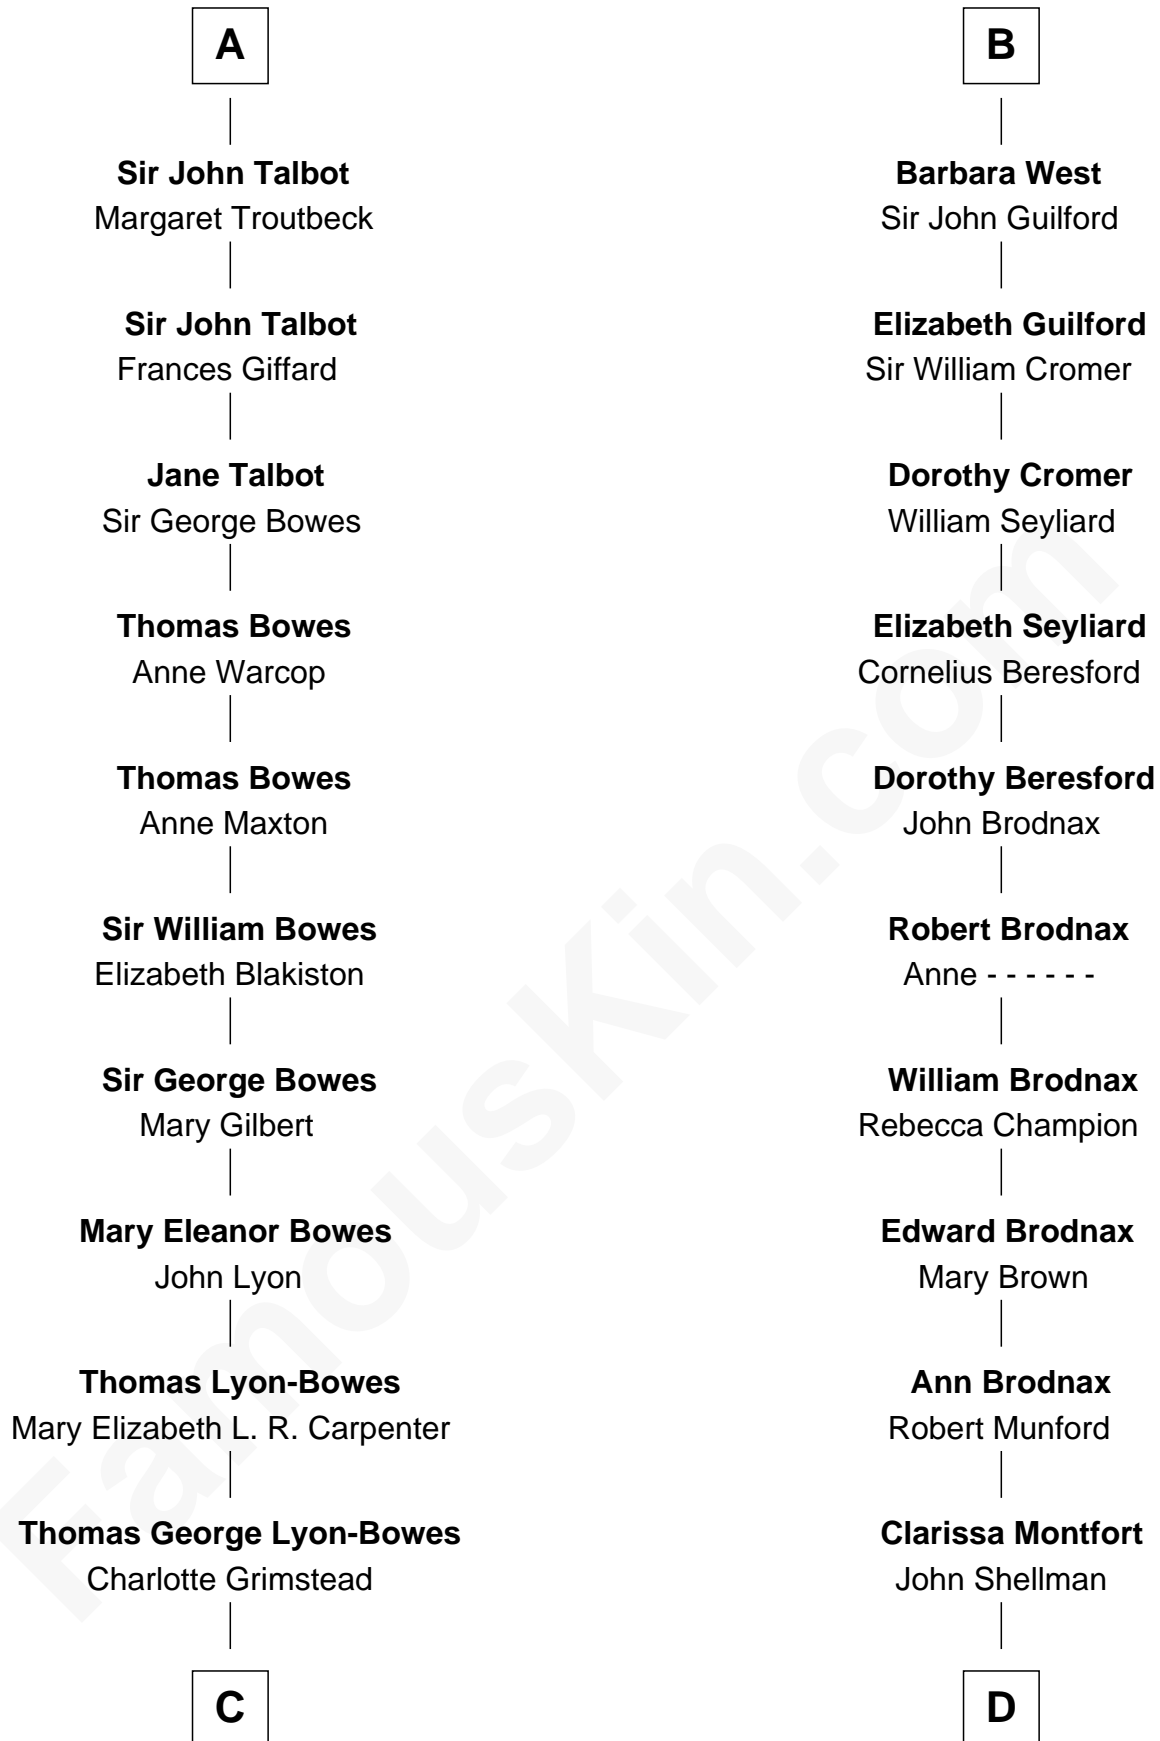 A
Sir John Talbot
Margaret Troutbeck
Sir John Talbot
Frances Giffard
Jane Talbot
Sir George Bowes
Thomas Bowes
Anne Warcop
Thomas Bowes
Anne Maxton
Sir William Bowes
Elizabeth Blakiston
Sir George Bowes
Mary Gilbert
Mary Eleanor Bowes
John Lyon
Thomas Lyon-Bowes
Mary Elizabeth L. R. Carpenter
Thomas George Lyon-Bowes
Charlotte Grimstead
C
B
Barbara West
Sir John Guilford
Elizabeth Guilford
Sir William Cromer
Dorothy Cromer
William Seyliard
Elizabeth Seyliard
Cornelius Beresford
Dorothy Beresford
John Brodnax
Robert Brodnax
Anne - - - - - -
William Brodnax
Rebecca Champion
Edward Brodnax
Mary Brown
Ann Brodnax
Robert Munford
Clarissa Montfort
John Shellman
D
FamousKin.com